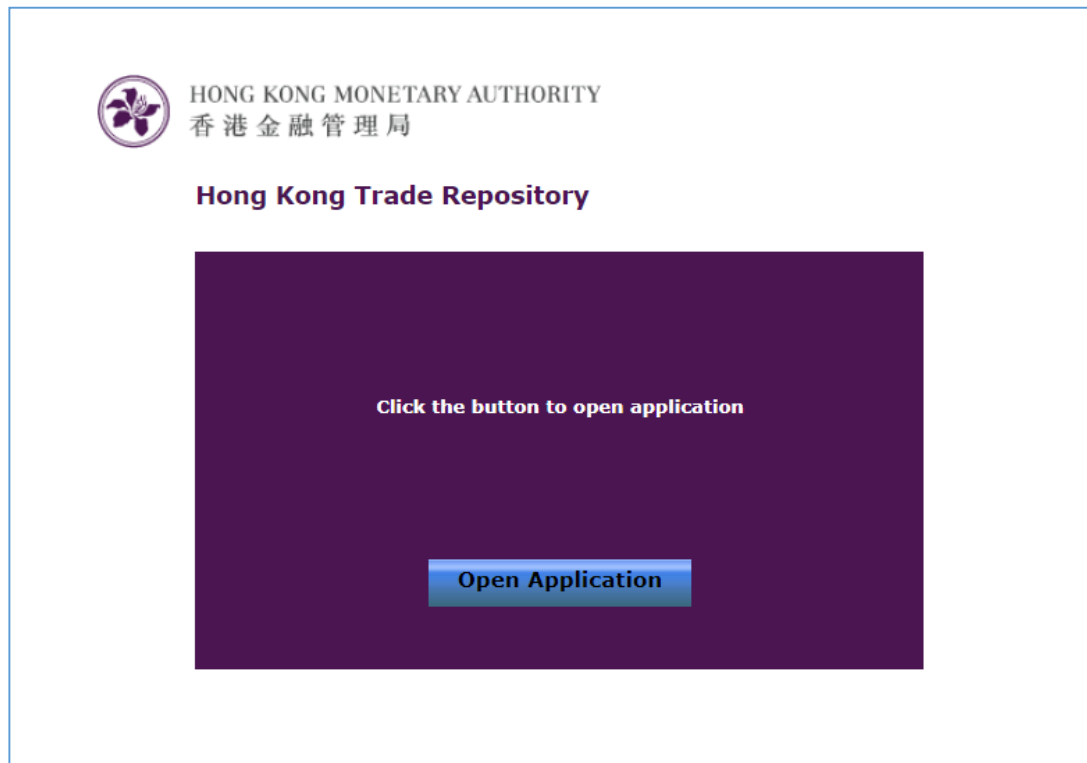 HONG KONG MONETARY AUTHORITY
香港金融管理局
Hong Kong Trade Repository
Click the button to open application
Open Application